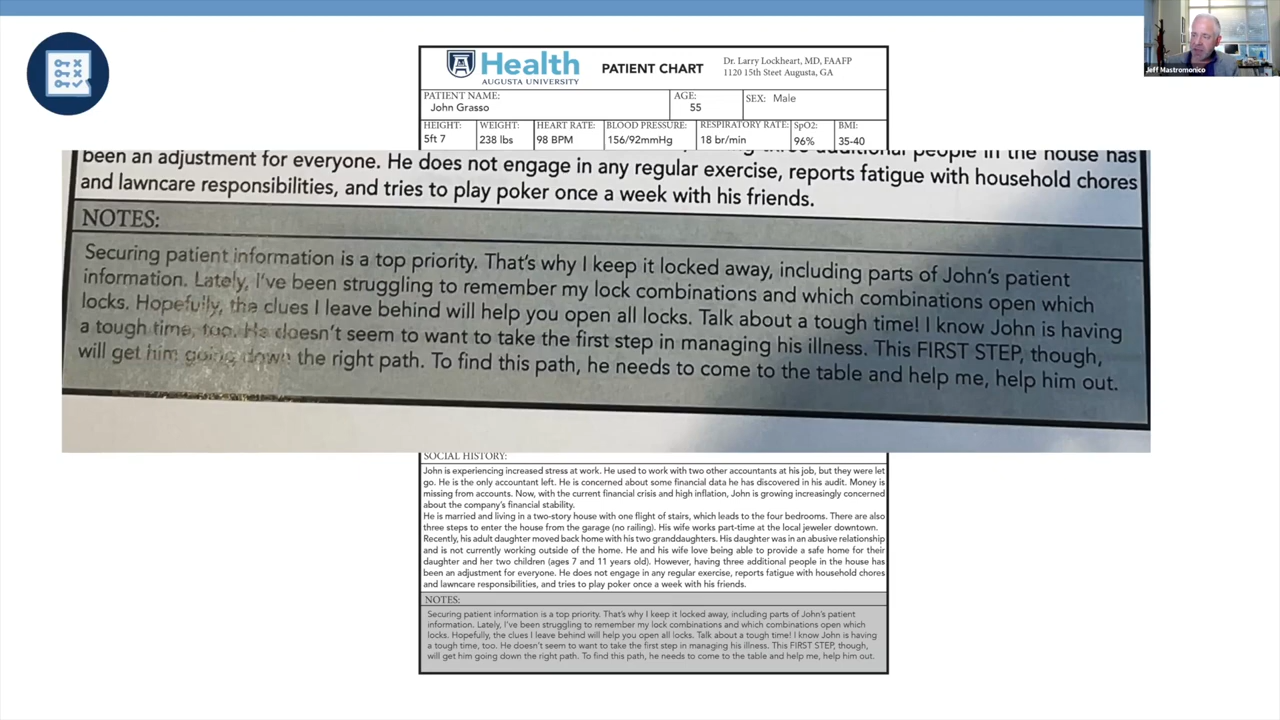 Health
AUGUSTA UNIVERSITY
PATIENT CHART
Dr. Larry Lockheart, MD, FAAFP
1120 15th Steet Augusta, GA
PATIENT NAME:
John Grasso
AGE:
55
SEX: Male
HEIGHT:
5ft 7
WEIGHT:
238 lbs
HEART RATE:
98 BPM
BLOOD PRESSURE:
156/92mmHg
RESPIRATORY RATE:
18 br/min
SpO2:
96%
BMI:
35-40
Jeff Mastromonico
three additional people in the house has
been an adjustment for everyone. He does not engage in any regular exercise, reports fatigue with household chores
and lawncare responsibilities, and tries to play poker once a week with his friends.
NOTES:
Securing patient information is a top priority. That's why I keep it locked away, including parts of John's patient
information. Lately, I've been struggling to remember my lock combinations and which combinations open which
locks. Hopefully, the clues I leave behind will help you open all locks. Talk about a tough time! I know John is having
a tough time, too. He doesn't seem to want to take the first step in managing his illness. This FIRST STEP, though,
will get him going down the right path. To find this path, he needs to come to the table and help me, help him out.
SOCIAL HISTORY:
John is experiencing increased stress at work. He used to work with two other accountants at his job, but they were let
go. He is the only accountant left. He is concerned about some financial data he has discovered in his audit. Money is
missing from accounts. Now, with the current financial crisis and high inflation, John is growing increasingly concerned
about the company's financial stability.
He is married and living in a two-story house with one flight of stairs, which leads to the four bedrooms. There are also
three steps to enter the house from the garage (no railing). His wife works part-time at the local jeweler downtown.
Recently, his adult daughter moved back home with his two granddaughters. His daughter was in an abusive relationship
and is not currently working outside of the home. He and his wife love being able to provide a safe home for their
daughter and her two children (ages 7 and 11 years old). However, having three additional people in the house has
been an adjustment for everyone. He does not engage in any regular exercise, reports fatigue with household chores
and lawncare responsibilities, and tries to play poker once a week with his friends.
NOTES:
Securing patient information is a top priority. That's why I keep it locked away, including parts of John's patient
information. Lately, I've been struggling to remember my lock combinations and which combinations open which
locks. Hopefully, the clues I leave behind will help you open all locks. Talk about a tough time! I know John is having
a tough time, too. He doesn't seem to want to take the first step in managing his illness. This FIRST STEP, though,
will get him going down the right path. To find this path, he needs to come to the table and help me, help him out.